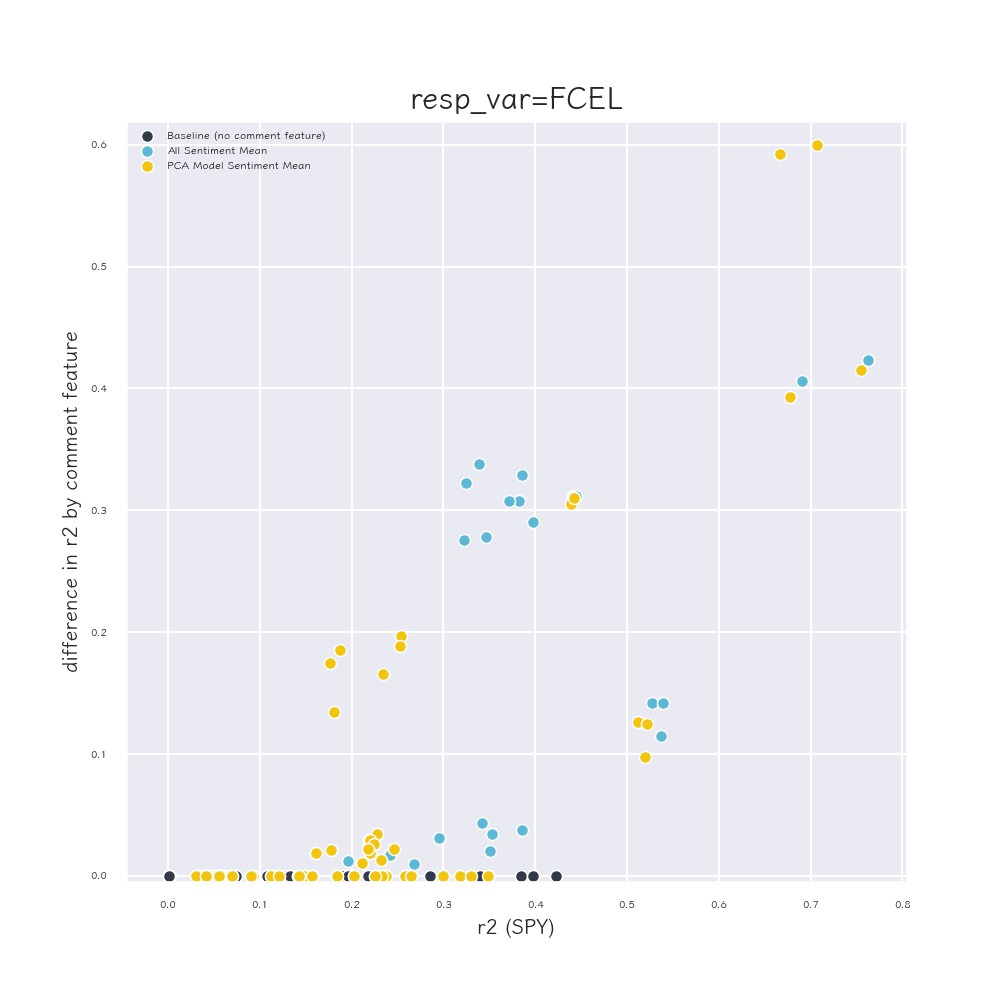 resp_var=FCEL
Baseline (no comment feature)
All Sentiment Mean
PCA Model Sentiment Mean
0.6
0.5
0.4
0.3
0.2
0.1
0.0
difference in r2 by comment feature
0.0 0.1 0.2 0.3 0.4 0.5 0.6 0.7 0.8
r2 (SPY)